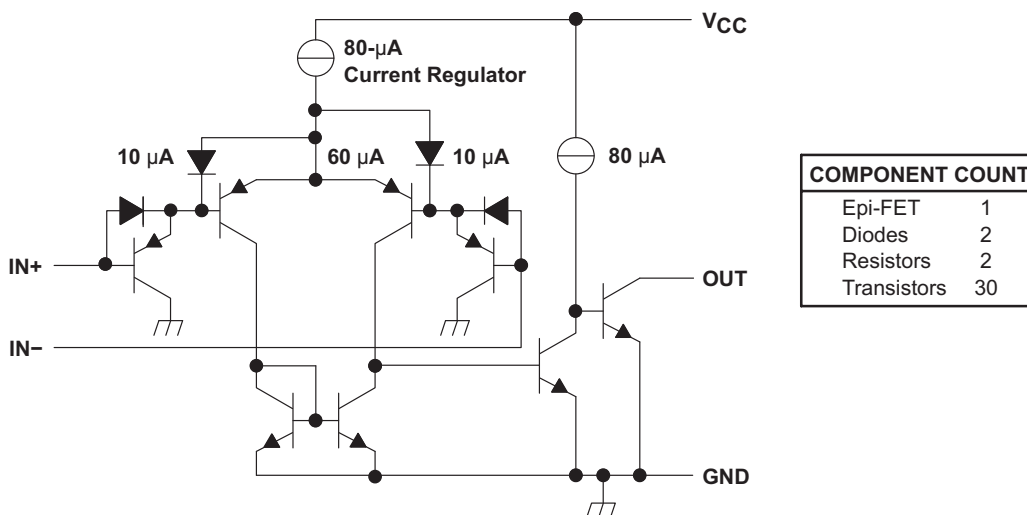 VCC
80-µA
Current Regulator
10 µA
60 µA
10 µA
80 µA
IN+
OUT
IN−
GND
COMPONENT COUNT
Epi-FET 1
Diodes 2
Resistors 2
Transistors 30